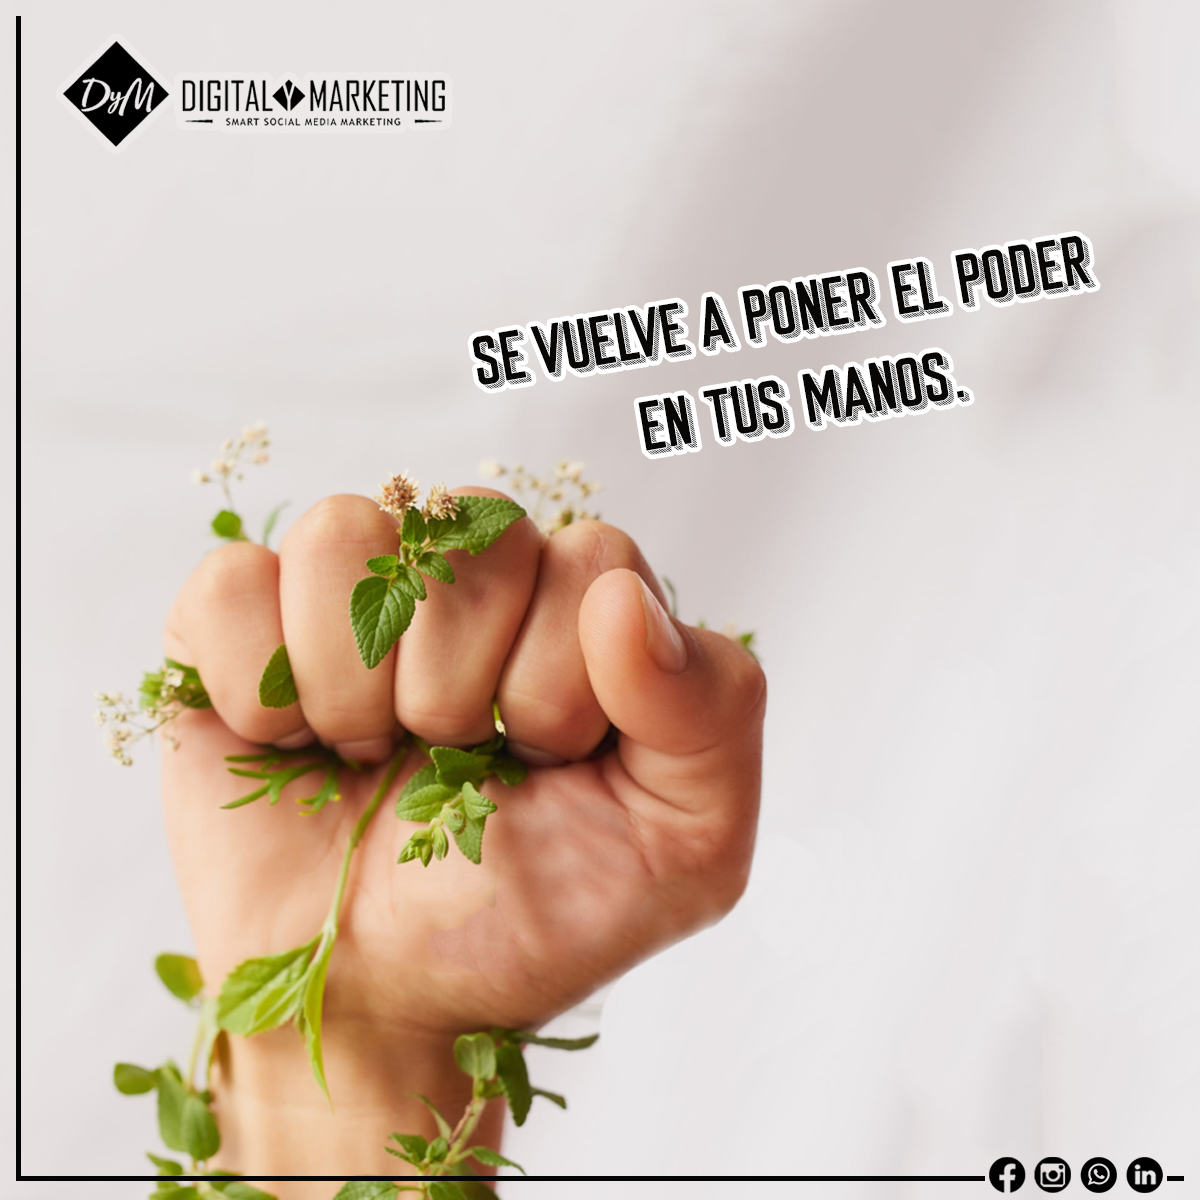 DyM
DIGITAL Y MARKETING
SMART SOCIAL MEDIA MARKETING
SE VUELVE A PONER EL PODER
EN TUS MANOS.